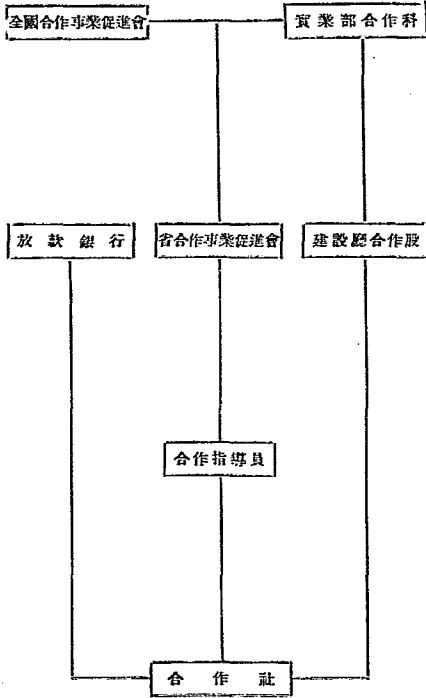 全國合作事業促進會
實業部合作科
放款銀行
省合作事業促進會
建設廳合作股
合作指導員
合作社